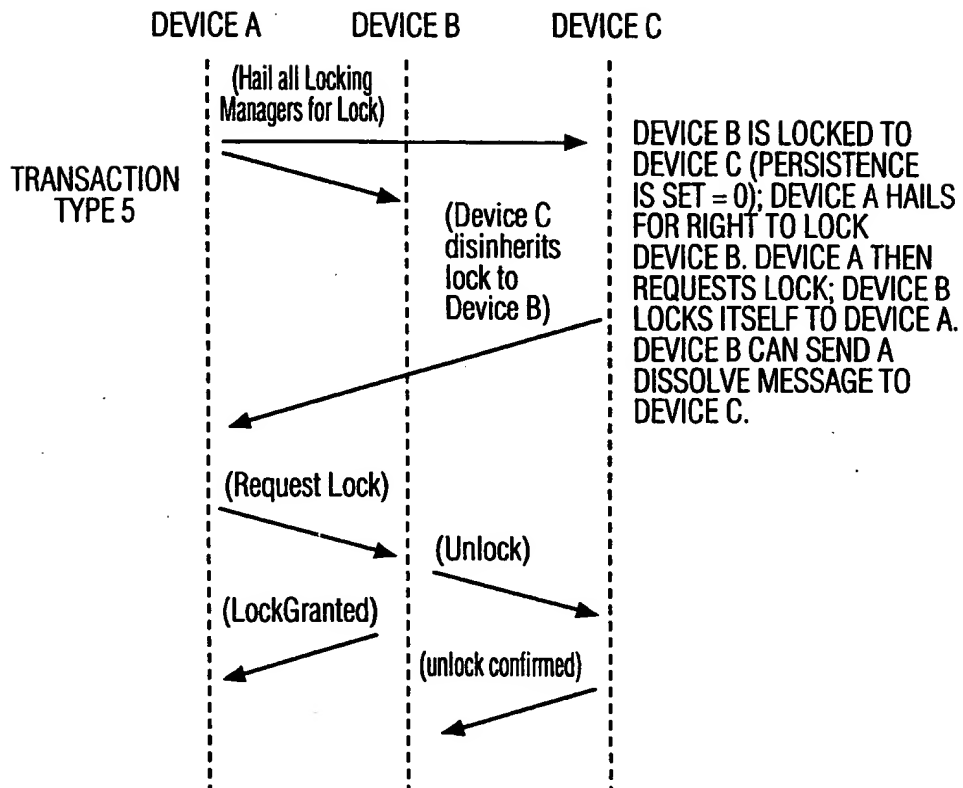 DEVICE A DEVICE B DEVICE C
(Hail all Locking
Managers for Lock)
TRANSACTION
TYPE 5
DEVICE B IS LOCKED TO
DEVICE C (PERSISTENCE
IS SET = 0); DEVICE A HAILS
FOR RIGHT TO LOCK
DEVICE B. DEVICE A THEN
REQUESTS LOCK; DEVICE B
LOCKS ITSELF TO DEVICE A.
DEVICE B CAN SEND A
DISSOLVE MESSAGE TO
DEVICE C.
(Device C
disinherits
lock to
Device B)
(Request Lock)
(Unlock)
(LockGranted)
(unlock confirmed)